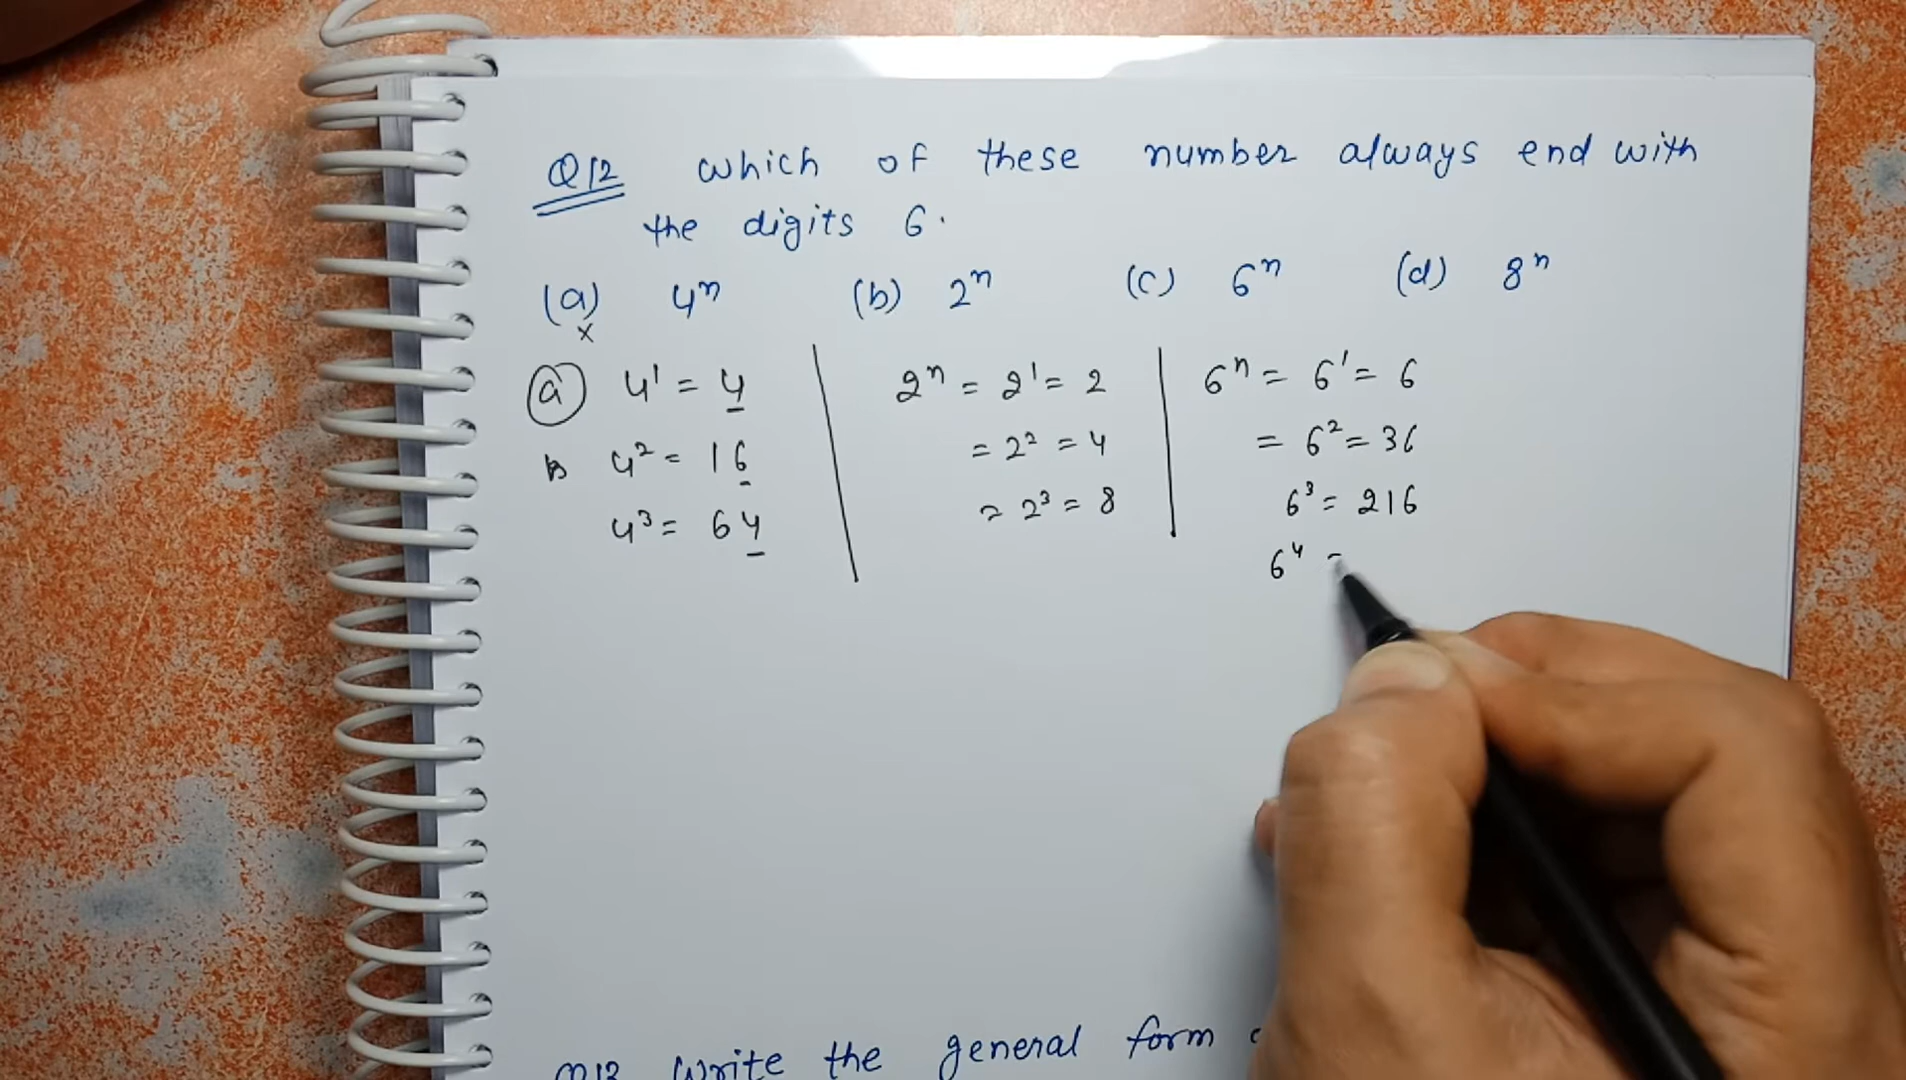 Q12 which of these number always end with
the digits 6.
(a) 4ⁿ (b) 2ⁿ (c) 6ⁿ (d) 8ⁿ
x
(a) 4¹ = 4
b 4² = 16
4³ = 64
2ⁿ = 2¹ = 2
= 2² = 4
= 2³ = 8
6ⁿ = 6¹ = 6
= 6² = 36
6³ = 216
6⁴ =
Q13 Write the general form